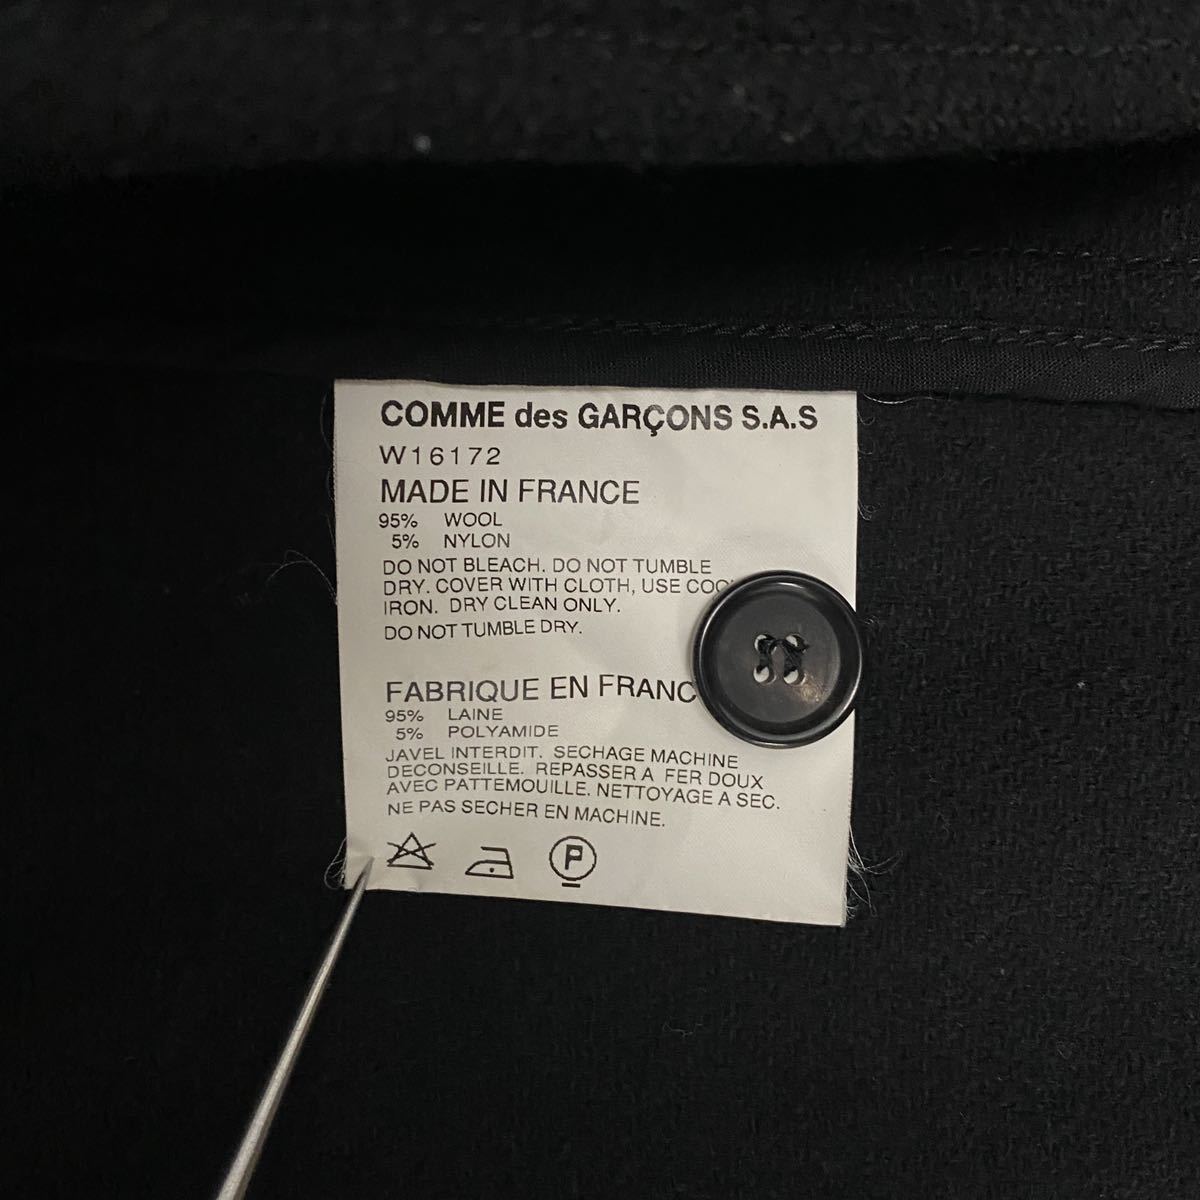 COMME des GARÇONS S.A.S
W16172
MADE IN FRANCE
95% WOOL
5% NYLON
DO NOT BLEACH. DO NOT TUMBLE
DRY. COVER WITH CLOTH, USE
IRON. DRY CLEAN ONLY.
DO NOT TUMBLE DRY.
FABRIQUE EN
95% LAINE
5% POLYAMIDE
JAVEL INTERDIT. SECHAGE MACHINE
DECONSEILLE. REPASSER A FER DOUX
AVEC PATTEMOUILLE. NETTOYAGE A SEC.
NE PAS SECHER EN MACHINE.
P